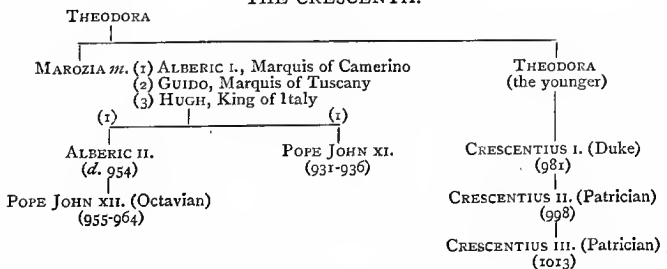 THEODORA
MAROZIA m. (1) ALBERIC I., Marquis of Camerino
(2) GUIDO, Marquis of Tuscany
(3) HUGH, King of Italy
THEODORA
(the younger)
(1) (1)
ALBERIC II.
(d. 954)
POPE JOHN XI.
(931-936)
CRESCENTIUS I. (Duke)
(981)
POPE JOHN XII. (Octavian)
(955-964)
CRESCENTIUS II. (Patrician)
(998)
CRESCENTIUS III. (Patrician)
(1013)